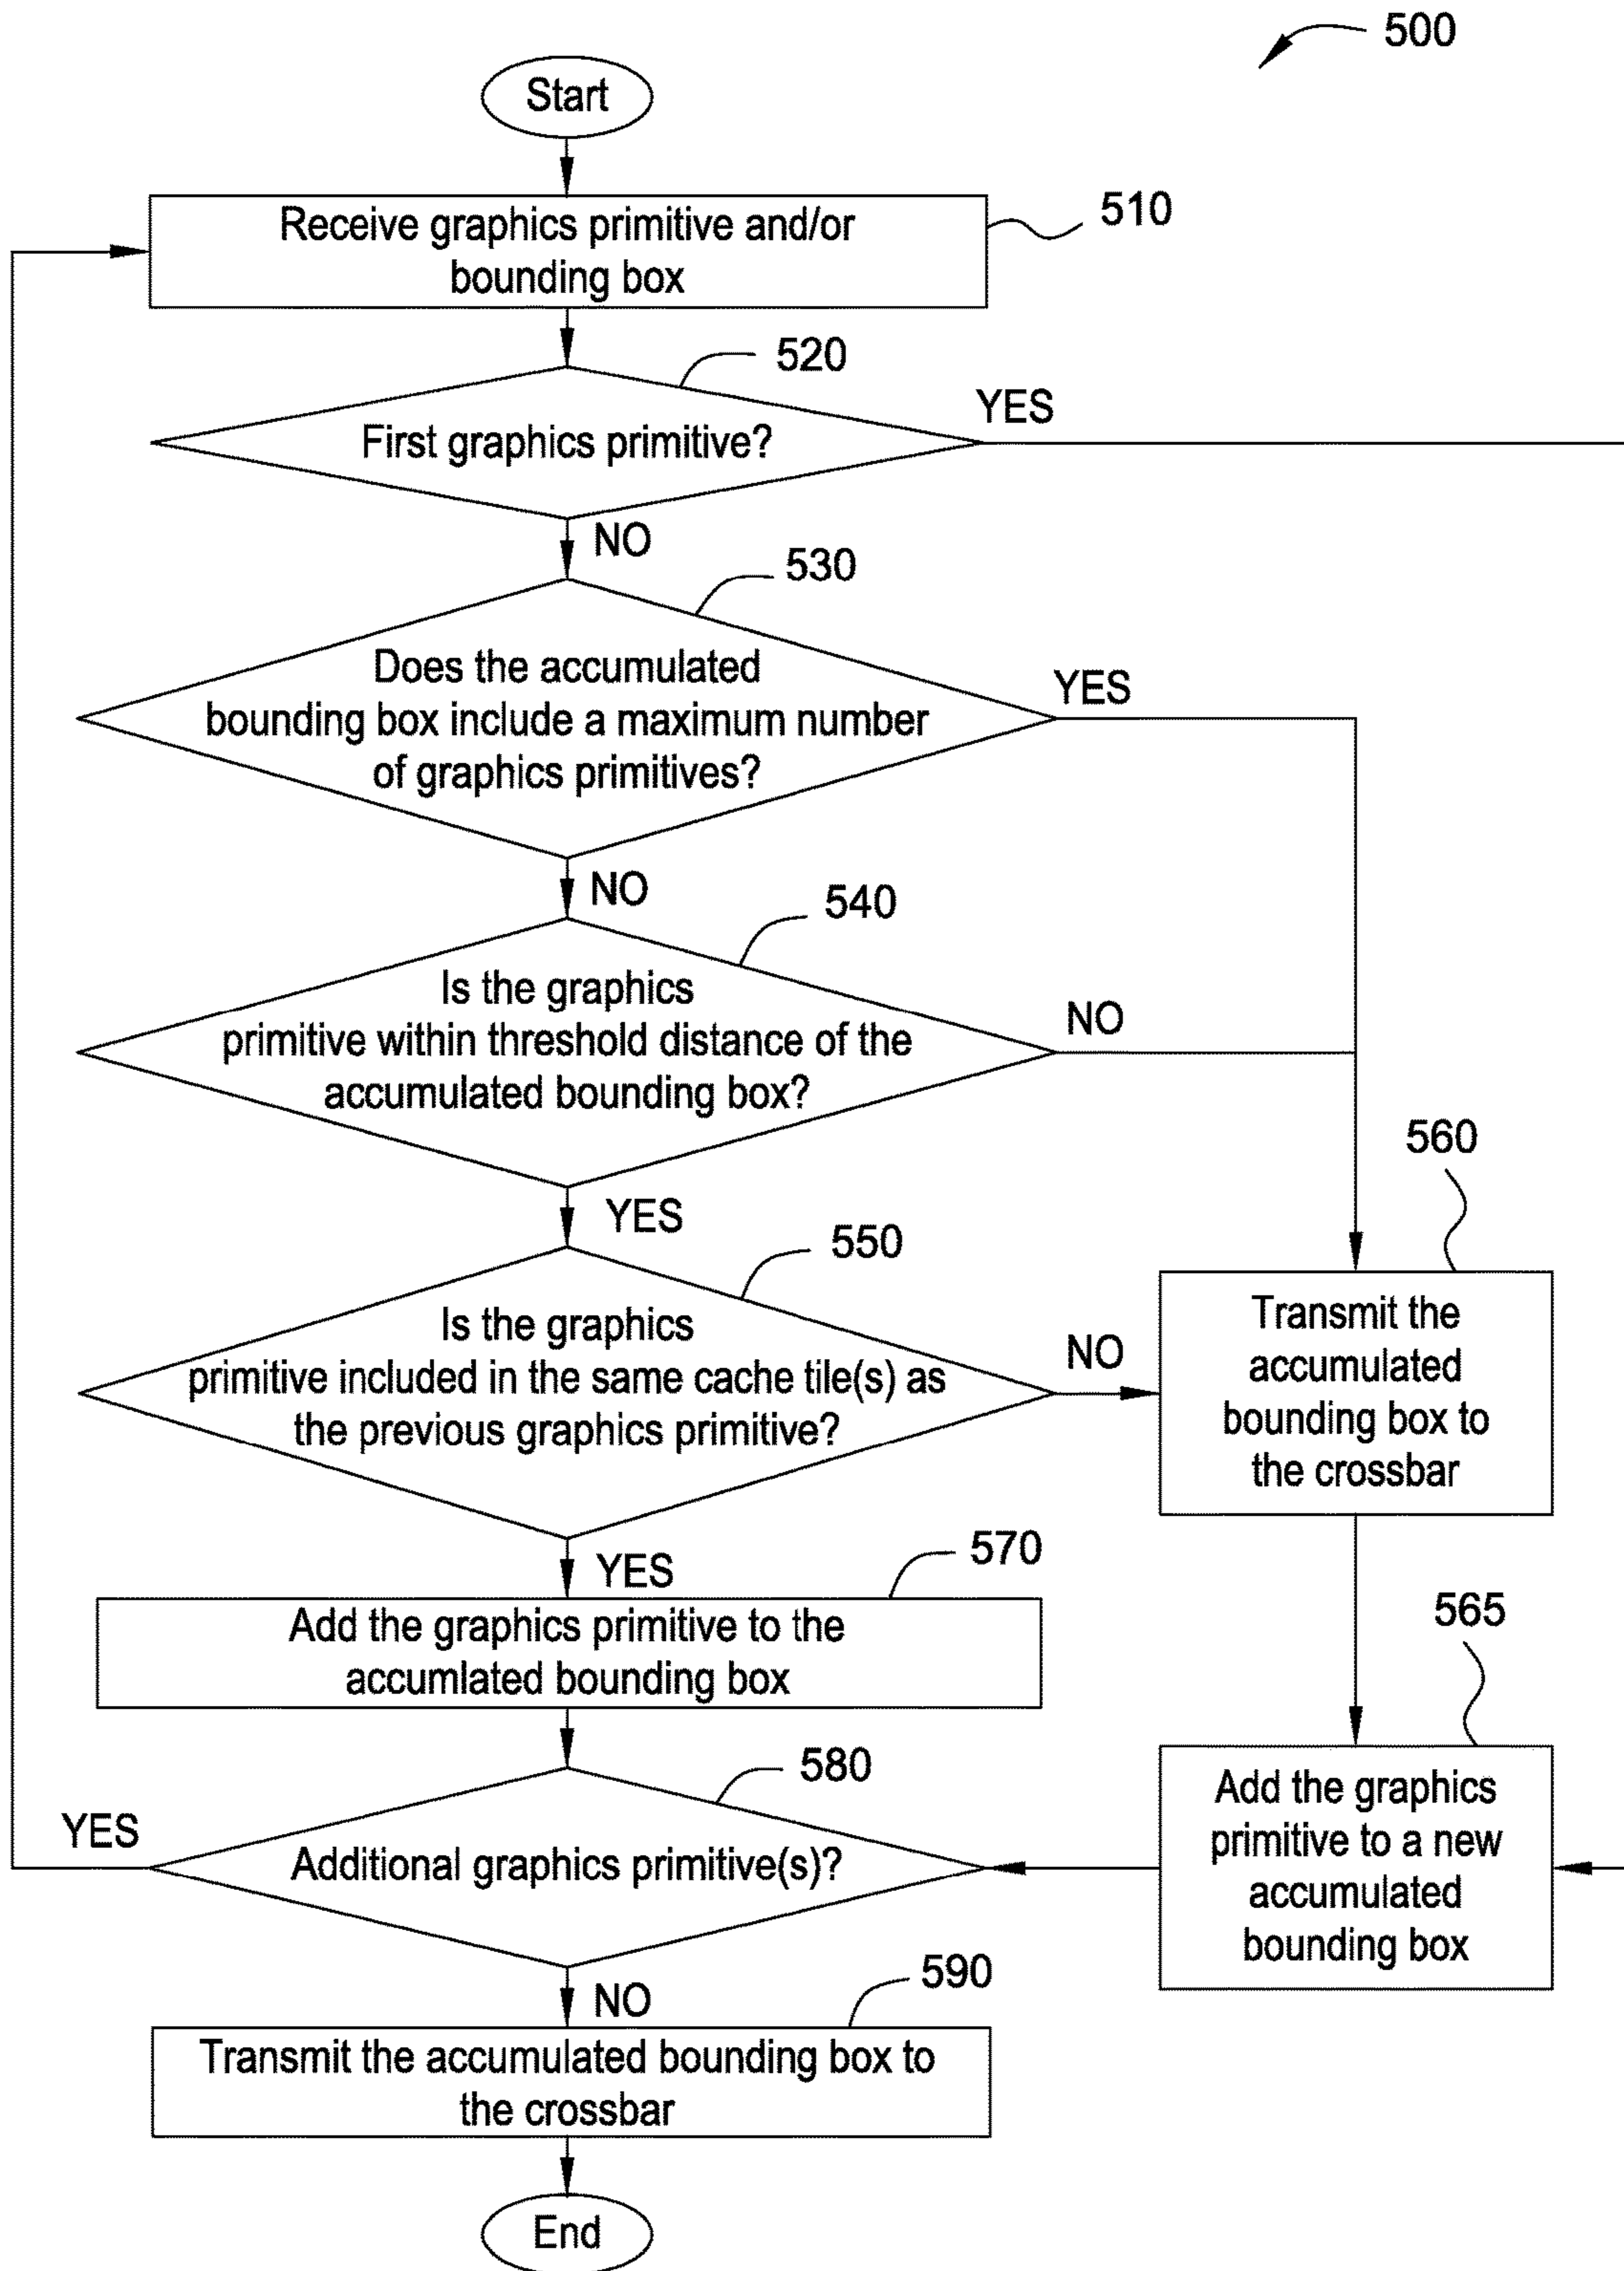 500
Start
Receive graphics primitive and/or
bounding box
510
520
First graphics primitive?
YES
NO
530
Does the accumulated
bounding box include a maximum number
of graphics primitives?
YES
NO
540
Is the graphics
primitive within threshold distance of the
accumulated bounding box?
NO
YES
550
Is the graphics
primitive included in the same cache tile(s) as
the previous graphics primitive?
NO
560
Transmit the
accumulated
bounding box to
the crossbar
YES
570
Add the graphics primitive to the
accumlated bounding box
565
Add the graphics
primitive to a new
accumulated
bounding box
580
Additional graphics primitive(s)?
YES
NO
590
Transmit the accumulated bounding box to
the crossbar
End